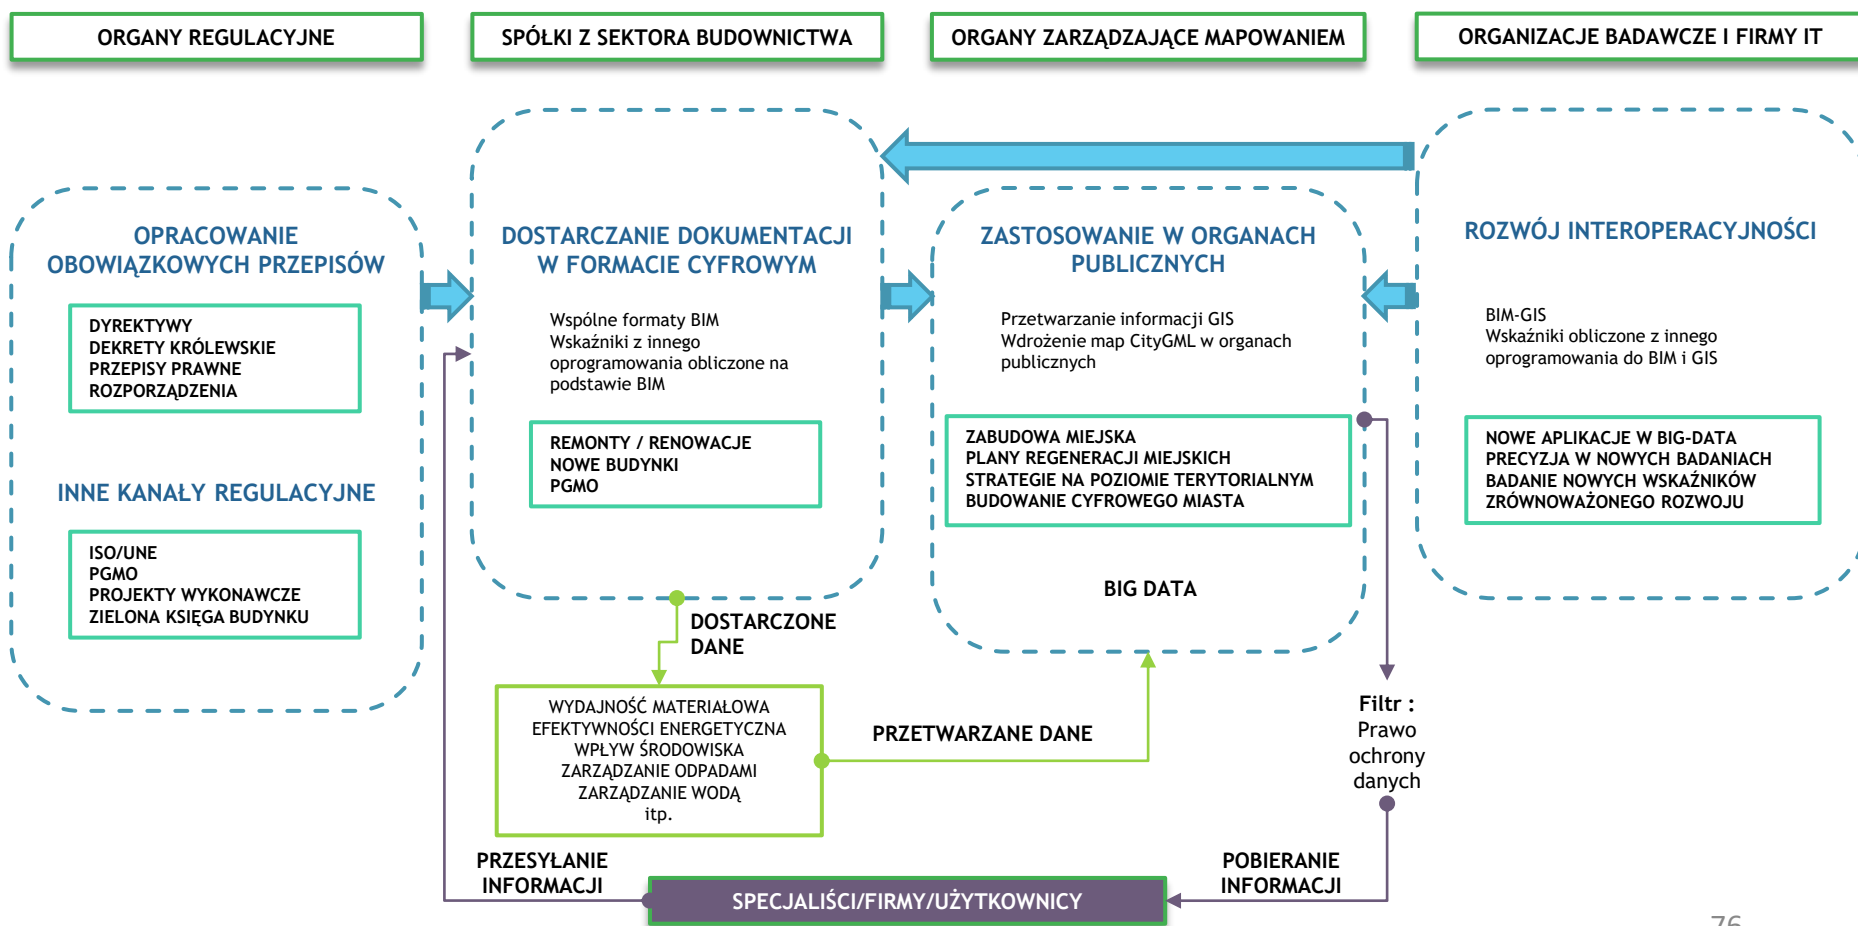 ORGANY REGULACYJNE
SPÓŁKI Z SEKTORA BUDOWNICTWA
ORGANY ZARZĄDZAJĄCE MAPOWANIEM
ORGANIZACJE BADAWCZE I FIRMY IT
OPRACOWANIE
OBOWIĄZKOWYCH PRZEPISÓW
DYREKTYWY
DEKRETY KRÓLEWSKIE
PRZEPISY PRAWNE
ROZPORZĄDZENIA
INNE KANAŁY REGULACYJNE
ISO/UNE
PGMO
PROJEKTY WYKONAWCZE
ZIELONA KSIĘGA BUDYNKU
DOSTARCZANIE DOKUMENTACJI
W FORMACIE CYFROWYM
Wspólne formaty BIM
Wskaźniki z innego
oprogramowania obliczone na
podstawie BIM
REMONTY / RENOWACJE
NOWE BUDYNKI
PGMO
ZASTOSOWANIE W ORGANACH
PUBLICZNYCH
Przetwarzanie informacji GIS
Wdrożenie map CityGML w organach
publicznych
ZABUDOWA MIEJSKA
PLANY REGENERACJI MIEJSKICH
STRATEGIE NA POZIOMIE TERYTORIALNYM
BUDOWANIE CYFROWEGO MIASTA
BIG DATA
ROZWÓJ INTEROPERACYJNOŚCI
BIM-GIS
Wskaźniki obliczone z innego
oprogramowania do BIM i GIS
NOWE APLIKACJE W BIG-DATA
PRECYZJA W NOWYCH BADANIACH
BADANIE NOWYCH WSKAŹNIKÓW
ZRÓWNOWAŻONEGO ROZWOJU
DOSTARCZONE
DANE
WYDAJNOŚĆ MATERIAŁOWA
EFEKTYWNOŚCI ENERGETYCZNA
WPŁYW ŚRODOWISKA
ZARZĄDZANIE ODPADAMI
ZARZĄDZANIE WODĄ
itp.
PRZETWARZANE DANE
Filtr :
Prawo
ochrony
danych
PRZESYŁANIE
INFORMACJI
SPECJALIŚCI/FIRMY/UŻYTKOWNICY
POBIERANIE
INFORMACJI
76